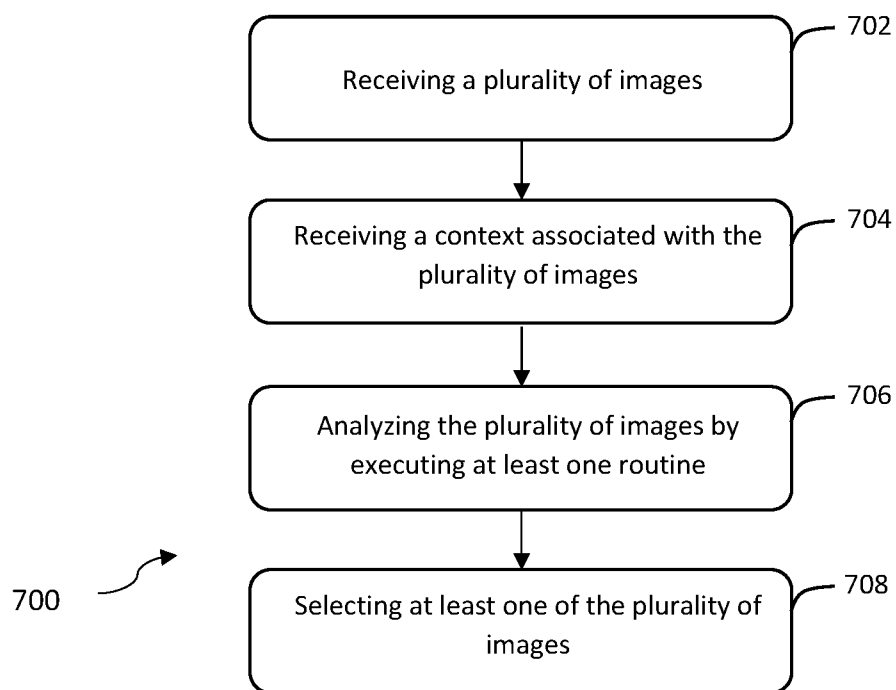 702
Receiving a plurality of images
704
Receiving a context associated with the
plurality of images
706
Analyzing the plurality of images by
executing at least one routine
700
708
Selecting at least one of the plurality of
images